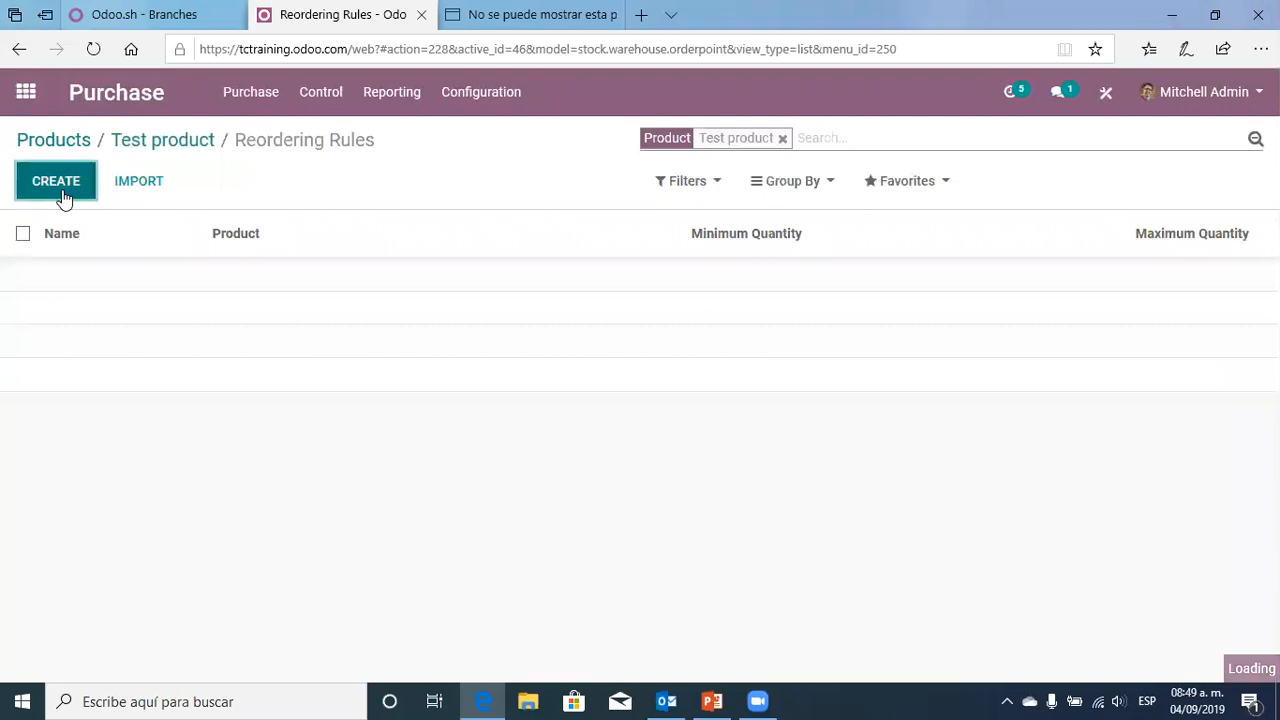 Odoo.sh - Branches
Reordering Rules - Odoo
No se puede mostrar esta p
https://tctraining.odoo.com/web?#action=228&active_id=46&model=stock.warehouse.orderpoint&view_type=list&menu_id=250
Purchase Purchase Control Reporting Configuration 5 1 Mitchell Admin
Products / Test product / Reordering Rules
Product Test product Search...
CREATE IMPORT Filters Group By Favorites
Name Product Minimum Quantity Maximum Quantity
Loading
Escribe aquí para buscar
ESP
08:49 a. m.
04/09/2019
1